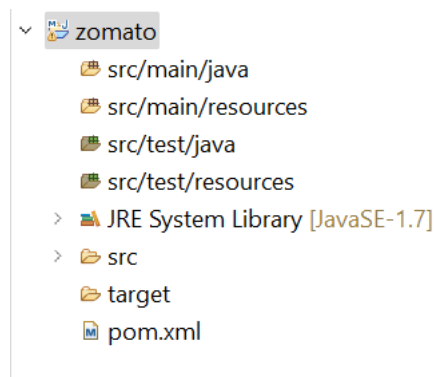 zomato
src/main/java
src/main/resources
src/test/java
src/test/resources
JRE System Library [JavaSE-1.7]
src
target
pom.xml